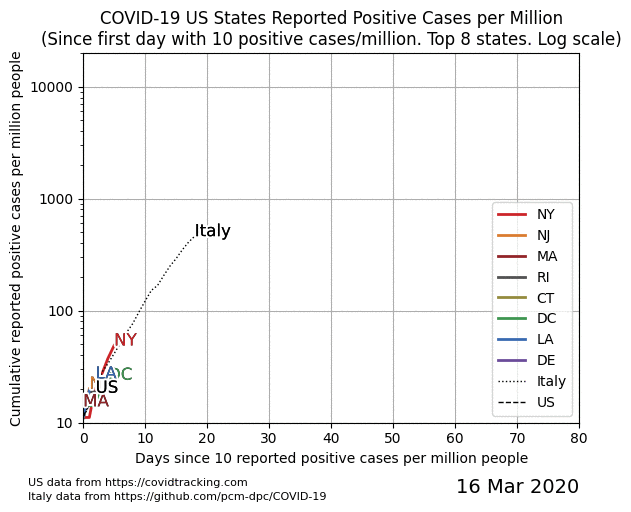 COVID-19 US States Reported Positive Cases per Million
(Since first day with 10 positive cases/million. Top 8 states. Log scale)
Cumulative reported positive cases per million people
10000
1000
100
10
Italy
NY
LA
DC
US
MA
NY
NJ
MA
RI
CT
DC
LA
DE
Italy
US
0 10 20 30 40 50 60 70 80
Days since 10 reported positive cases per million people
US data from https://covidtracking.com
Italy data from https://github.com/pcm-dpc/COVID-19
16 Mar 2020